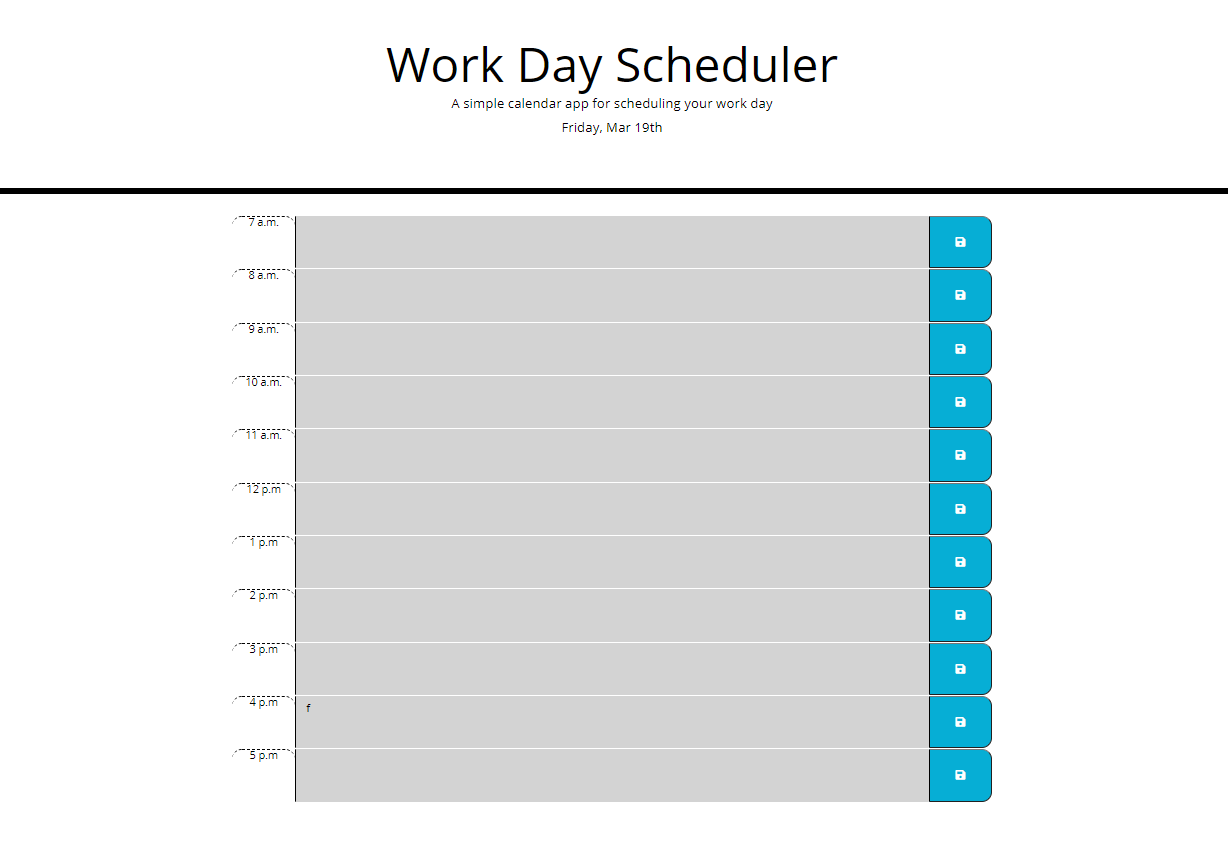 Work Day Scheduler
A simple calendar app for scheduling your work day
Friday, Mar 19th
7 a.m.
8 a.m.
9 a.m.
10 a.m.
11 a.m.
12 p.m
1 p.m
2 p.m
3 p.m
4 p.m f
5 p.m